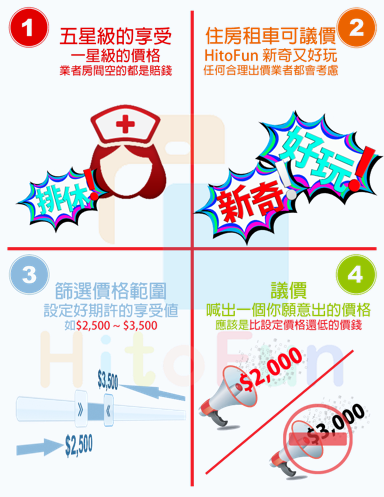 1
五星級的享受
一星級的價格
業者房間空的都是賠錢
排休!
2
住房租車可議價
HitoFun 新奇又好玩
任何合理出價業者都會考慮
新奇
好玩!
3
篩選價格範圍
設定好期許的享受值
如$2,500 ~ $3,500
$3,500
$2,500
4
議價
喊出一個你願意出的價格
應該是比設定價格還低的價錢
$2,000
$3,000
HitoFun